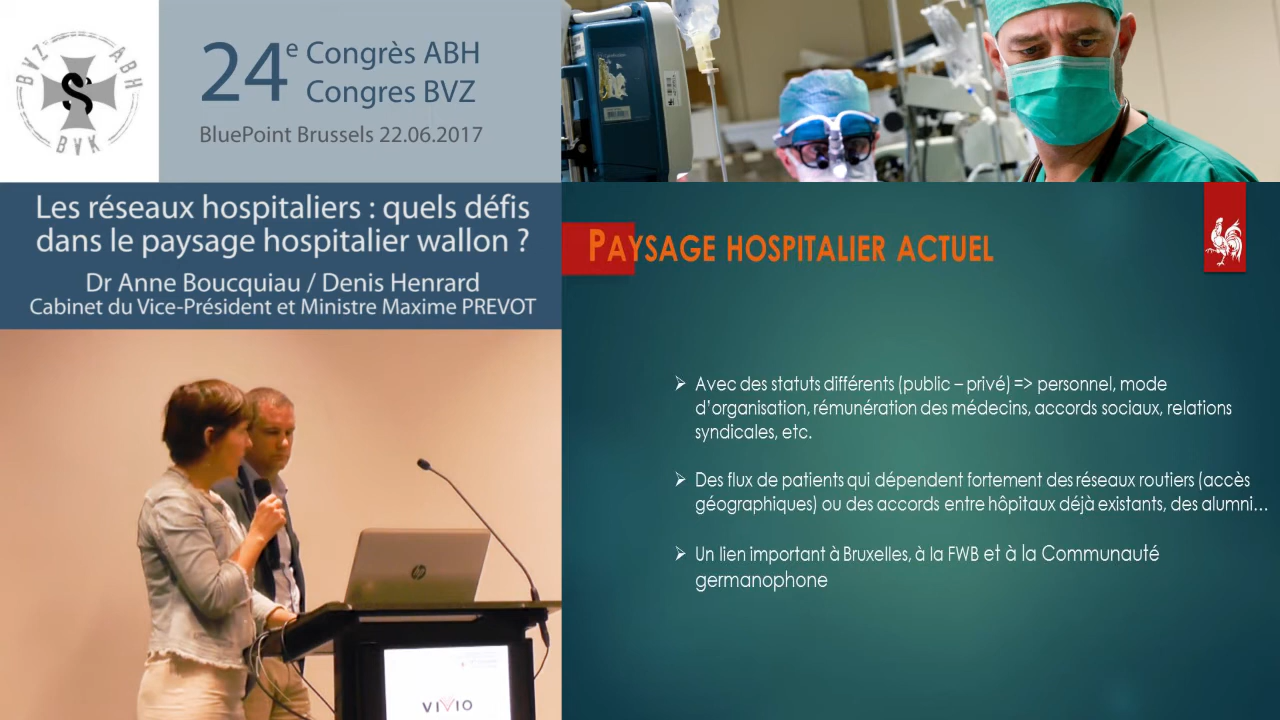 BVZ ABH
BVK
S
24e Congrès ABH
Congres BVZ
BluePoint Brussels 22.06.2017
Les réseaux hospitaliers : quels défis
dans le paysage hospitalier wallon ?
Dr Anne Boucquiau / Denis Henrard
Cabinet du Vice-Président et Ministre Maxime PREVOT
PAYSAGE HOSPITALIER ACTUEL
➢ Avec des statuts différents (public – privé) => personnel, mode
d'organisation, rémunération des médecins, accords sociaux, relations
syndicales, etc.
➢ Des flux de patients qui dépendent fortement des réseaux routiers (accès
géographiques) ou des accords entre hôpitaux déjà existants, des alumni…
➢ Un lien important à Bruxelles, à la FWB et à la Communauté
germanophone
hp
VIVIO